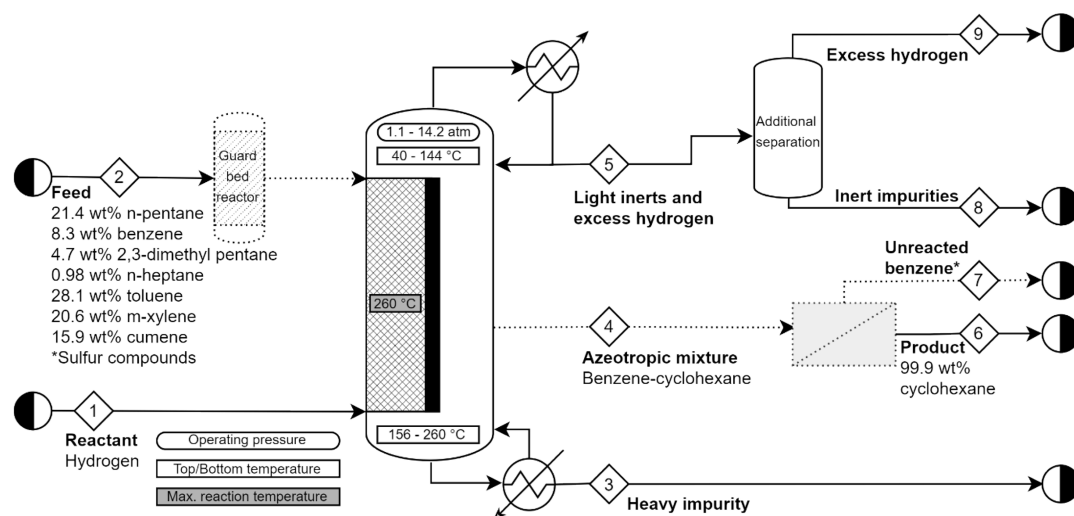 9
Excess hydrogen
1.1 - 14.2 atm
40 - 144 °C
Additional
separation
Guard
bed
reactor
2
Feed
21.4 wt% n-pentane
8.3 wt% benzene
4.7 wt% 2,3-dimethyl pentane
0.98 wt% n-heptane
28.1 wt% toluene
20.6 wt% m-xylene
15.9 wt% cumene
*Sulfur compounds
5
Light inerts and
excess hydrogen
Inert impurities
8
Unreacted
benzene*
7
260 °C
4
Azeotropic mixture
Benzene-cyclohexane
6
Product
99.9 wt%
cyclohexane
1
Reactant
Hydrogen
156 - 260 °C
Operating pressure
Top/Bottom temperature
Max. reaction temperature
3
Heavy impurity